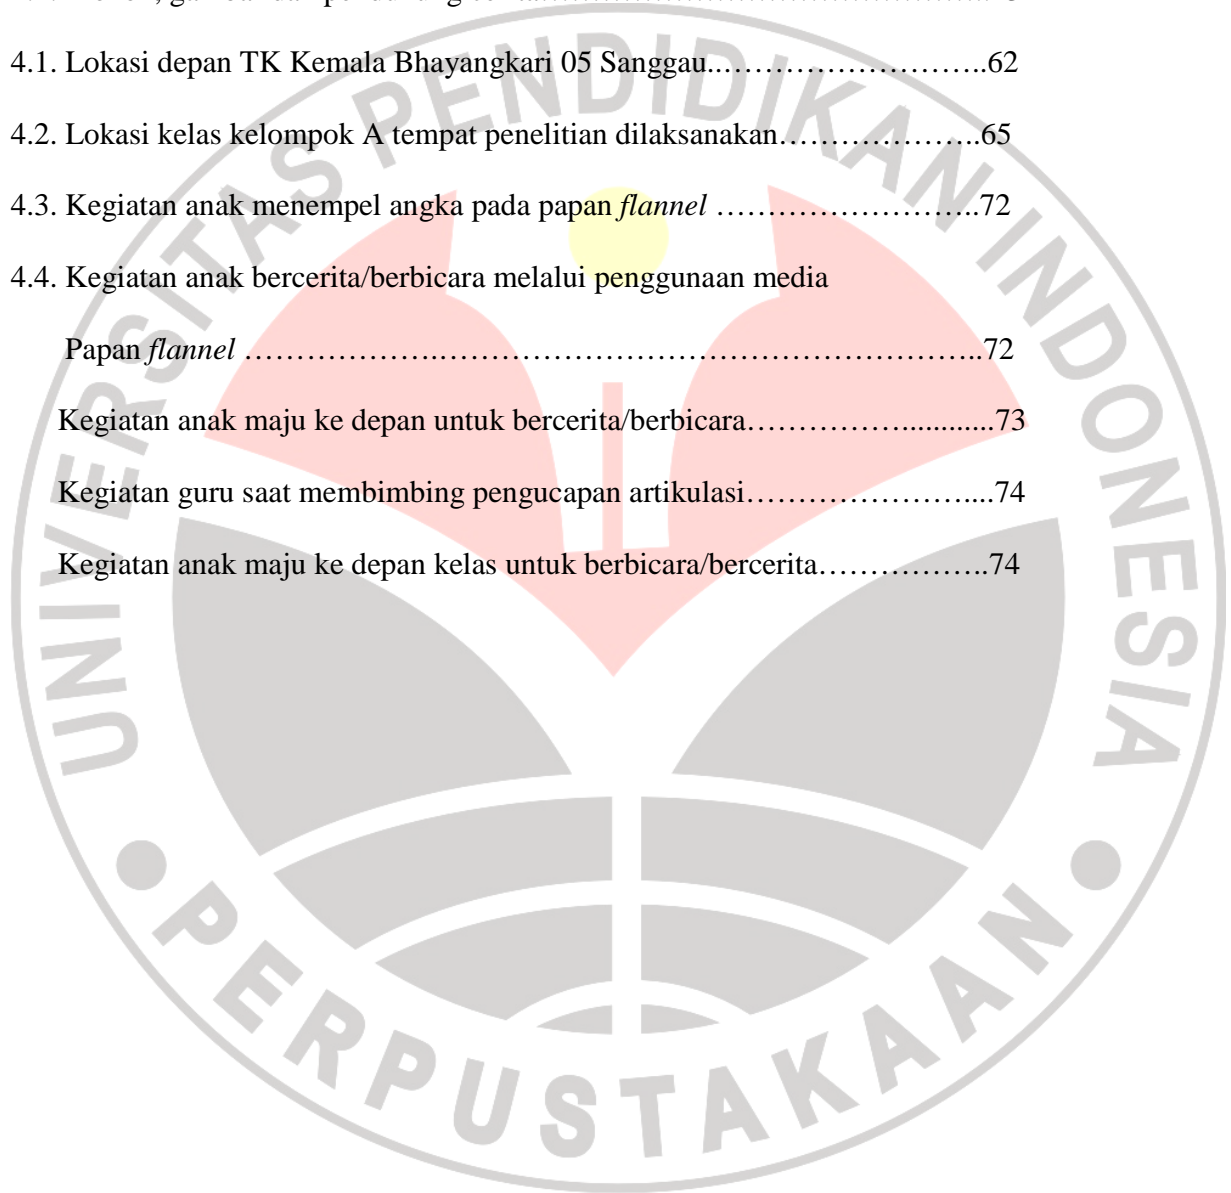 4.1. Lokasi depan TK Kemala Bhayangkari 05 Sanggau..……………………….62
4.2. Lokasi kelas kelompok A tempat penelitian dilaksanakan………………..65
4.3. Kegiatan anak menempel angka pada papan flannel ……………………..72
4.4. Kegiatan anak bercerita/berbicara melalui penggunaan media
Papan flannel ……………….………………………………………………..72
Kegiatan anak maju ke depan untuk bercerita/berbicara……………............73
Kegiatan guru saat membimbing pengucapan artikulasi…………………....74
Kegiatan anak maju ke depan kelas untuk berbicara/bercerita……………..74
UNIVERSITAS PENDIDIKAN INDONESIA
PERPUSTAKAAN